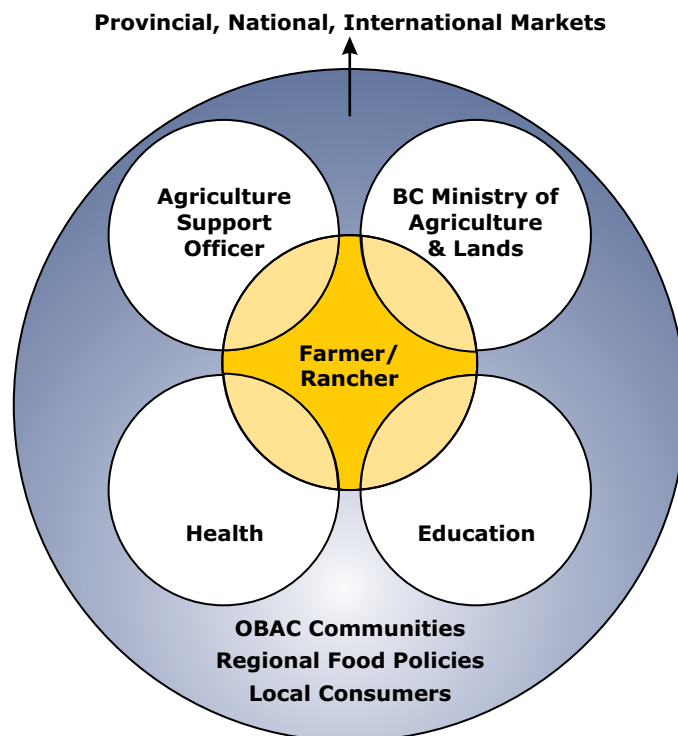 Provincial, National, International Markets
Agriculture
Support
Officer
BC Ministry of
Agriculture
& Lands
Farmer/
Rancher
Health
Education
OBAC Communities
Regional Food Policies
Local Consumers